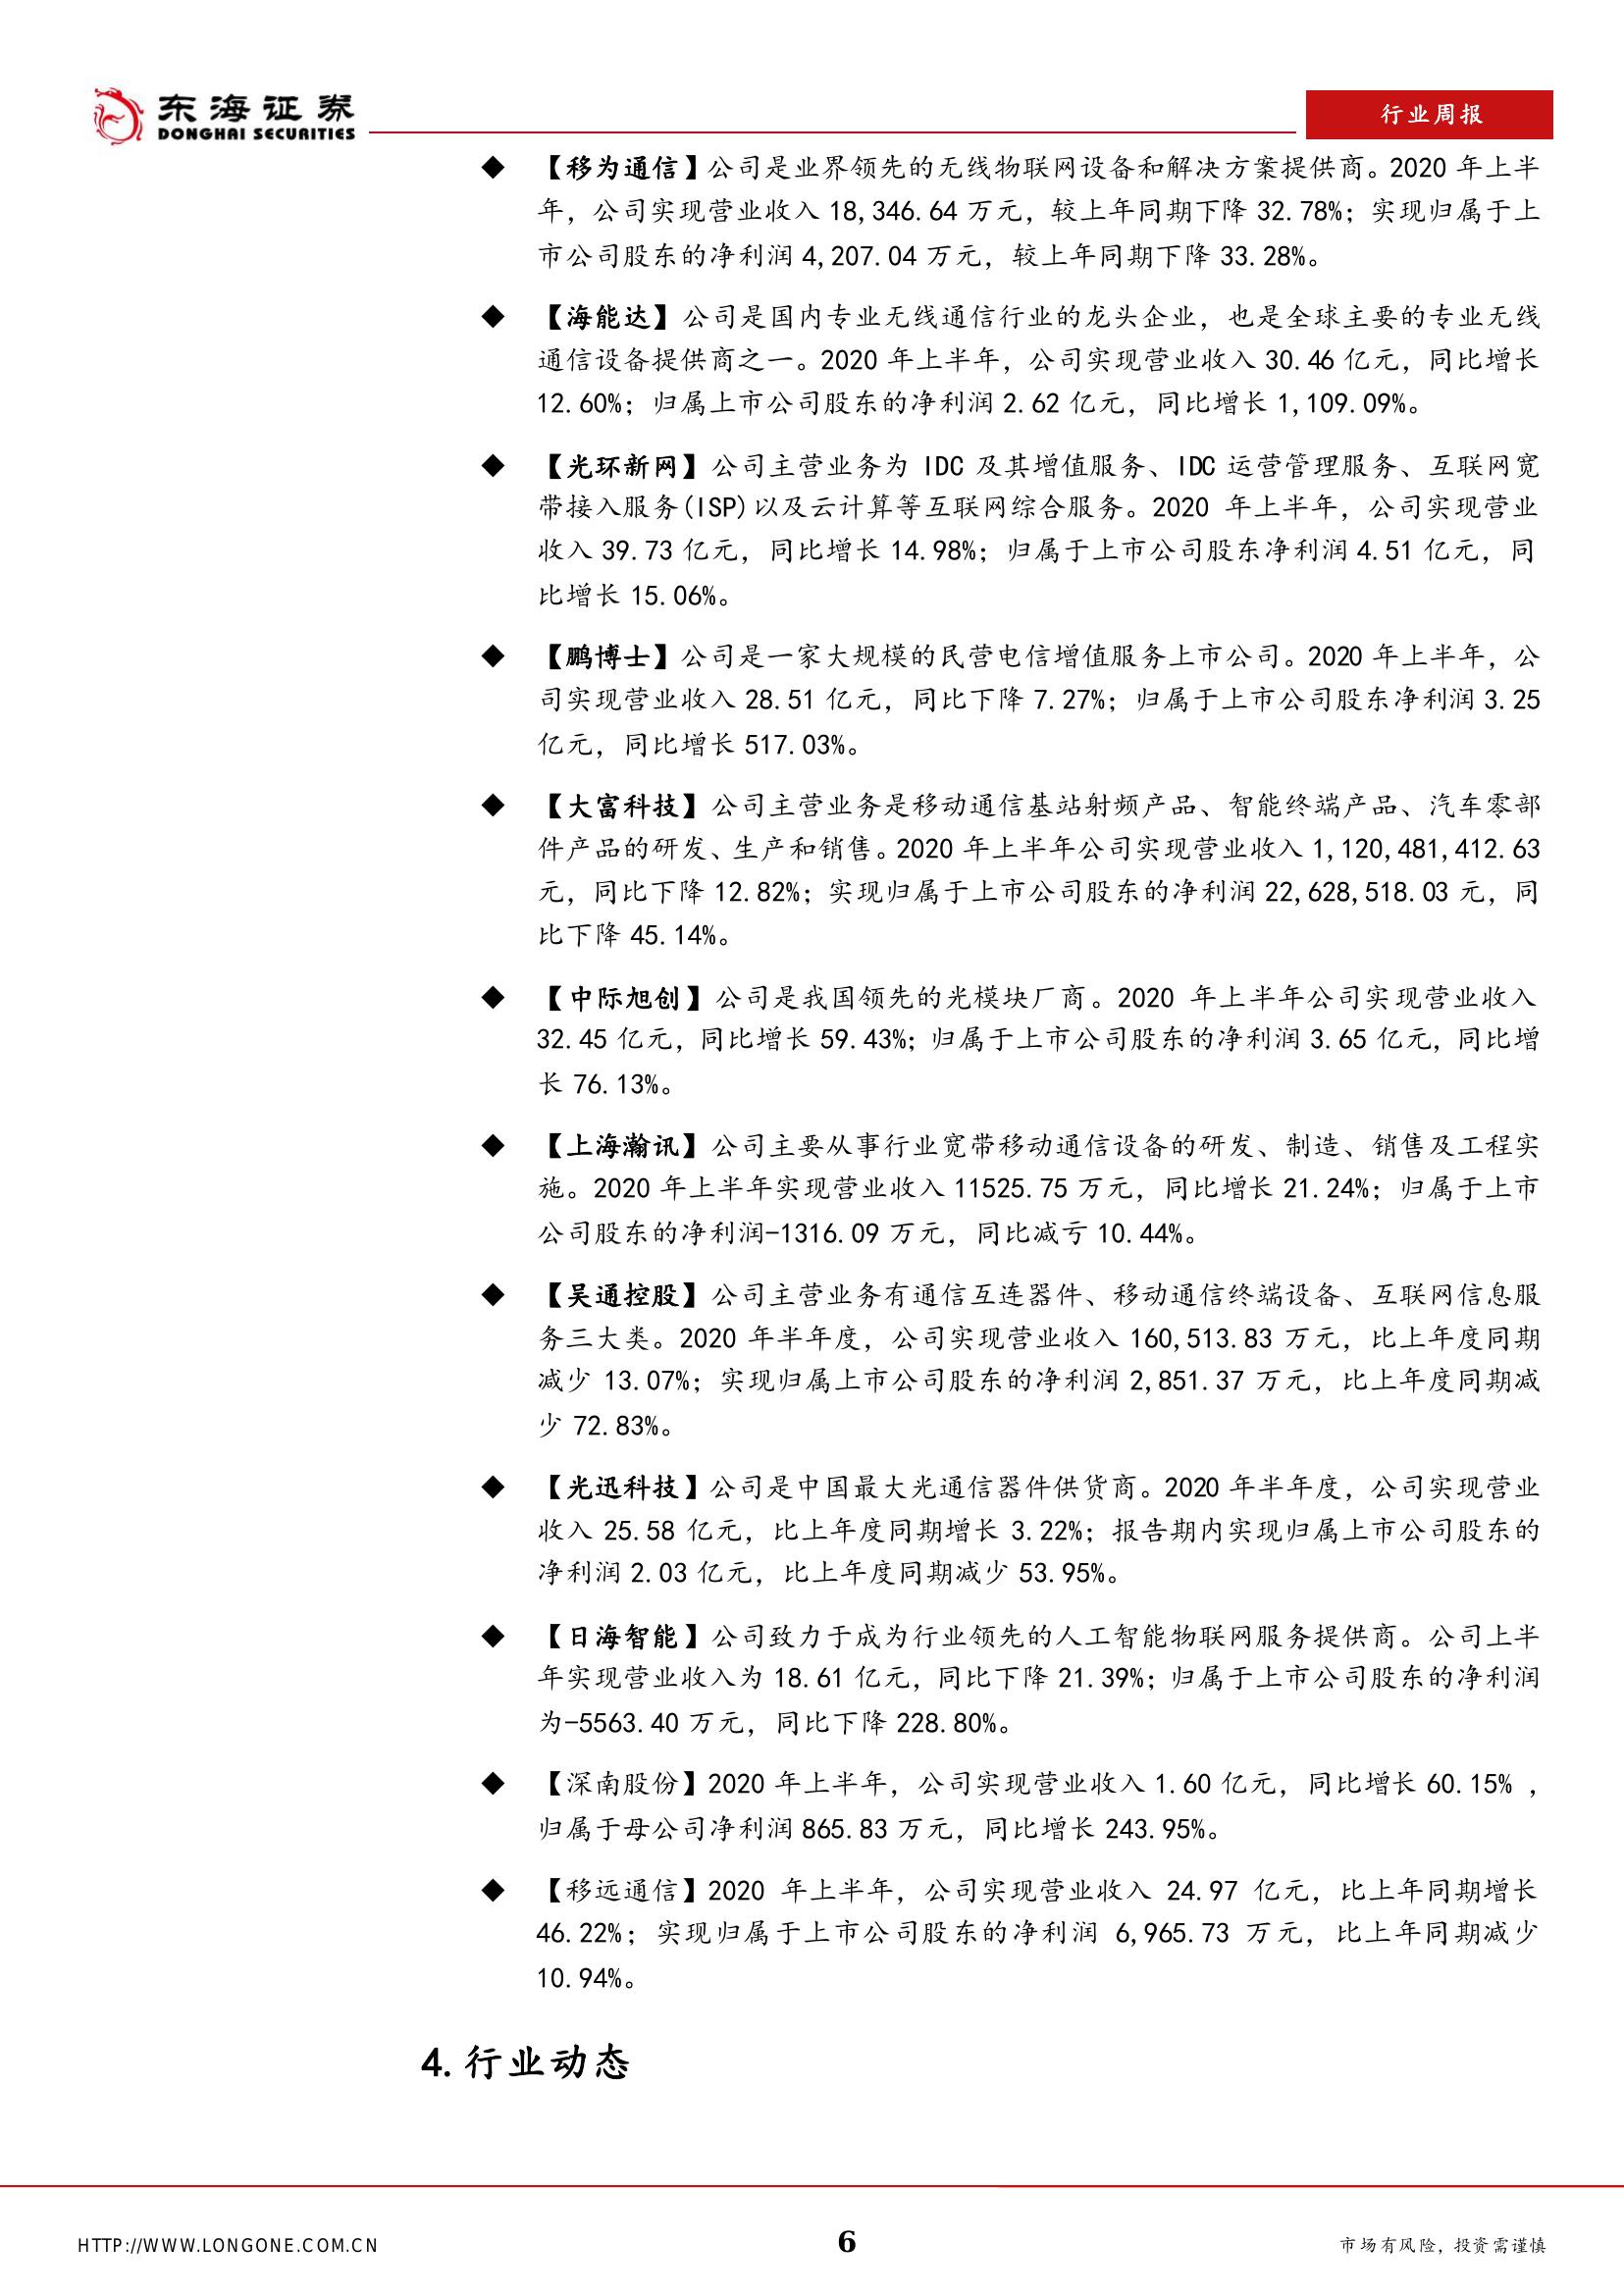 东海证券
DONGHAI SECURITIES
行业周报
◆ 【移为通信】公司是业界领先的无线物联网设备和解决方案提供商。2020 年上半
年，公司实现营业收入 18,346.64 万元，较上年同期下降 32.78%；实现归属于上
市公司股东的净利润 4,207.04 万元，较上年同期下降 33.28%。
◆ 【海能达】公司是国内专业无线通信行业的龙头企业，也是全球主要的专业无线
通信设备提供商之一。2020 年上半年，公司实现营业收入 30.46 亿元，同比增长
12.60%；归属上市公司股东的净利润 2.62 亿元，同比增长 1,109.09%。
◆ 【光环新网】公司主营业务为 IDC 及其增值服务、IDC 运营管理服务、互联网宽
带接入服务(ISP)以及云计算等互联网综合服务。2020 年上半年，公司实现营业
收入 39.73 亿元，同比增长 14.98%；归属于上市公司股东净利润 4.51 亿元，同
比增长 15.06%。
◆ 【鹏博士】公司是一家大规模的民营电信增值服务上市公司。2020 年上半年，公
司实现营业收入 28.51 亿元，同比下降 7.27%；归属于上市公司股东净利润 3.25
亿元，同比增长 517.03%。
◆ 【大富科技】公司主营业务是移动通信基站射频产品、智能终端产品、汽车零部
件产品的研发、生产和销售。2020 年上半年公司实现营业收入 1,120,481,412.63
元，同比下降 12.82%；实现归属于上市公司股东的净利润 22,628,518.03 元，同
比下降 45.14%。
◆ 【中际旭创】公司是我国领先的光模块厂商。2020 年上半年公司实现营业收入
32.45 亿元，同比增长 59.43%；归属于上市公司股东的净利润 3.65 亿元，同比增
长 76.13%。
◆ 【上海瀚讯】公司主要从事行业宽带移动通信设备的研发、制造、销售及工程实
施。2020 年上半年实现营业收入 11525.75 万元，同比增长 21.24%；归属于上市
公司股东的净利润-1316.09 万元，同比减亏 10.44%。
◆ 【吴通控股】公司主营业务有通信互连器件、移动通信终端设备、互联网信息服
务三大类。2020 年半年度，公司实现营业收入 160,513.83 万元，比上年度同期
减少 13.07%；实现归属上市公司股东的净利润 2,851.37 万元，比上年度同期减
少 72.83%。
◆ 【光迅科技】公司是中国最大光通信器件供货商。2020 年半年度，公司实现营业
收入 25.58 亿元，比上年度同期增长 3.22%；报告期内实现归属上市公司股东的
净利润 2.03 亿元，比上年度同期减少 53.95%。
◆ 【日海智能】公司致力于成为行业领先的人工智能物联网服务提供商。公司上半
年实现营业收入为 18.61 亿元，同比下降 21.39%；归属于上市公司股东的净利润
为-5563.40 万元，同比下降 228.80%。
◆ 【深南股份】2020 年上半年，公司实现营业收入 1.60 亿元，同比增长 60.15% ，
归属于母公司净利润 865.83 万元，同比增长 243.95%。
◆ 【移远通信】2020 年上半年，公司实现营业收入 24.97 亿元，比上年同期增长
46.22%；实现归属于上市公司股东的净利润 6,965.73 万元，比上年同期减少
10.94%。
4.行业动态
HTTP://WWW.LONGONE.COM.CN
6
市场有风险，投资需谨慎